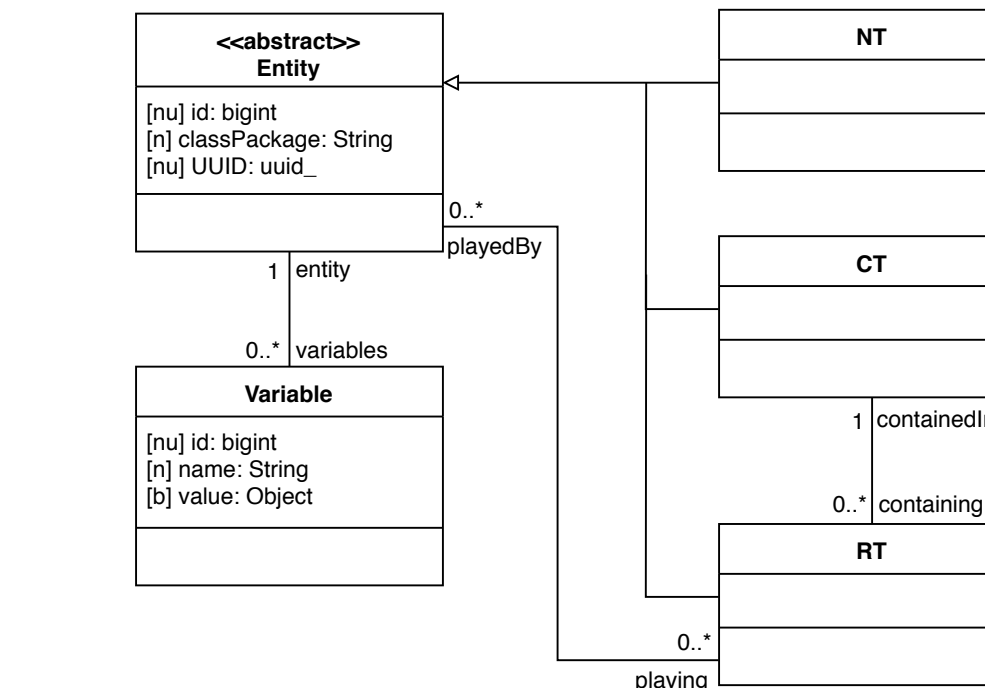 <<abstract>>
Entity
[nu] id: bigint
[n] classPackage: String
[nu] UUID: uuid_
0..*
playedBy
1 entity
0..* variables
Variable
[nu] id: bigint
[n] name: String
[b] value: Object
NT
CT
1 containedI
0..* containing
RT
0..*
playing